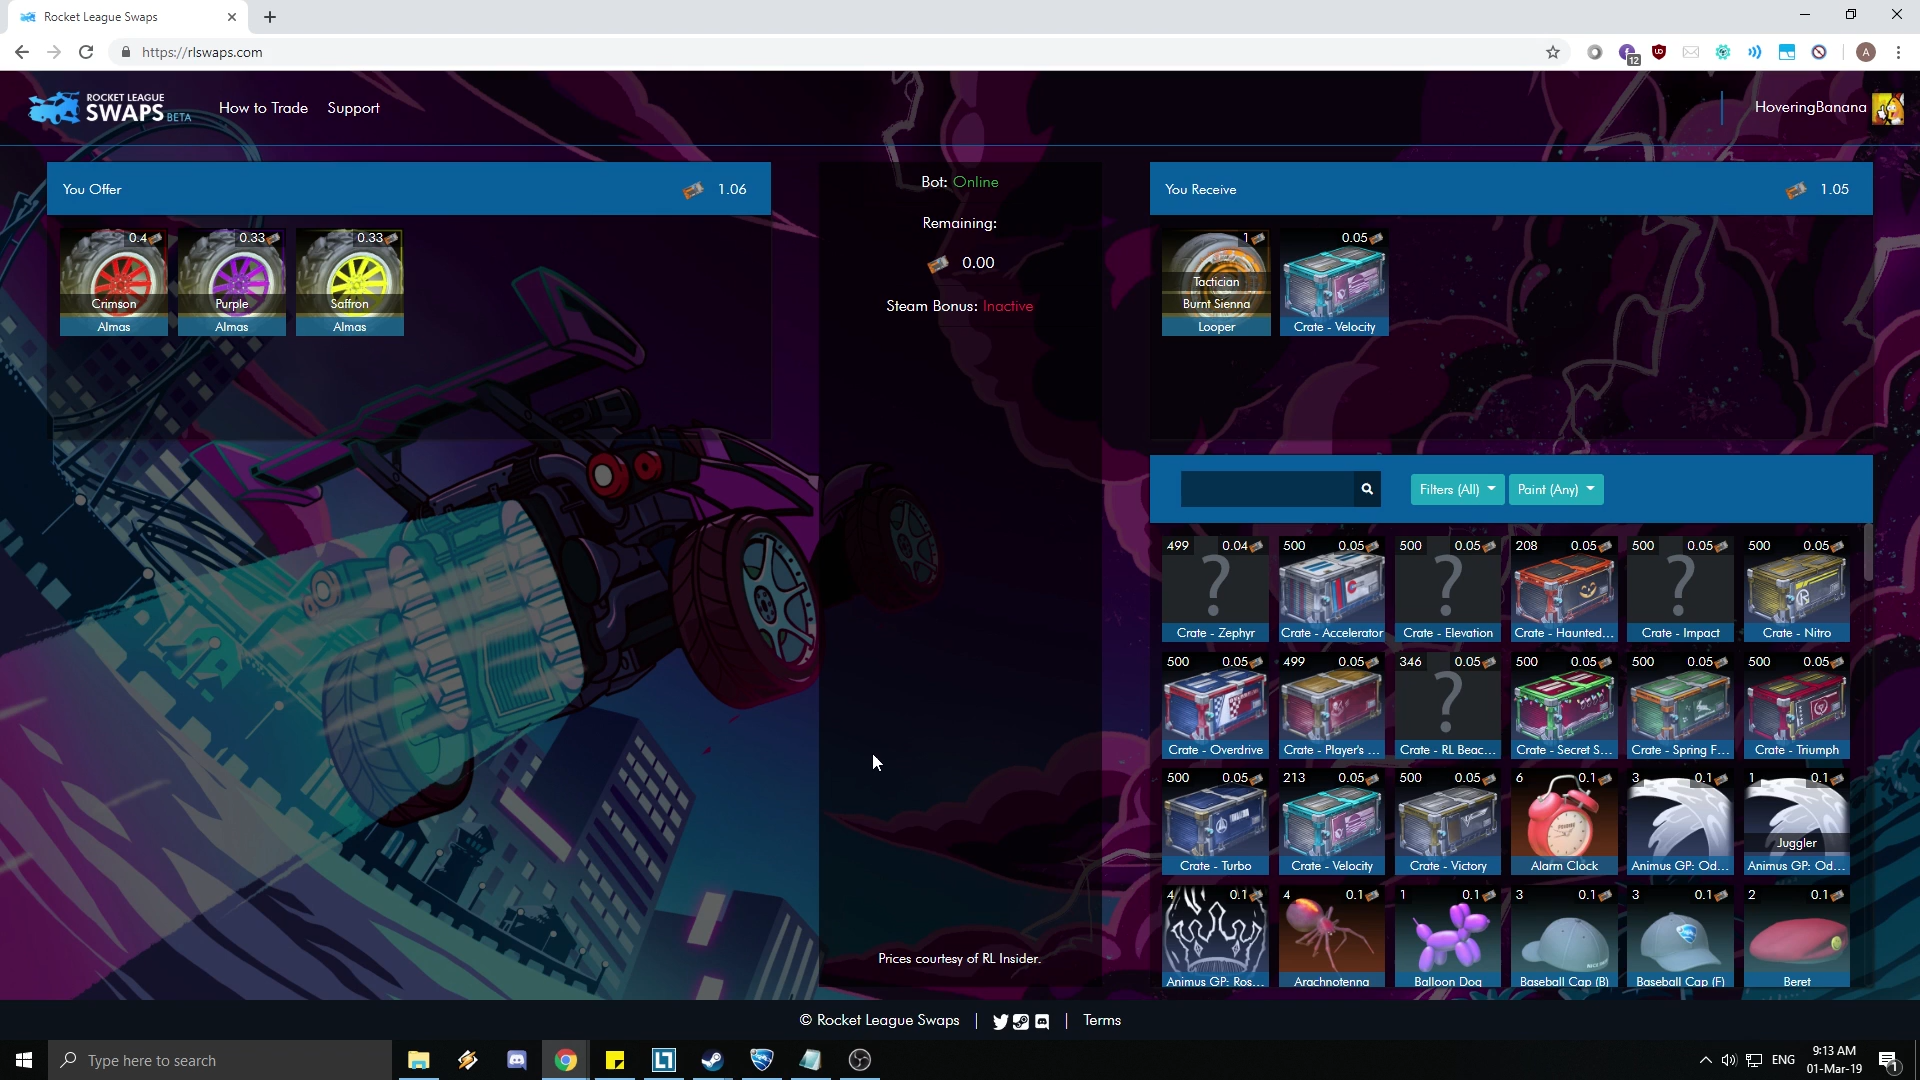 Rocket League Swaps
https://rlswaps.com
12
A
ROCKET LEAGUE
SWAPS BETA
How to Trade
Support
HoveringBanana
You Offer
1.06
Bot: Online
You Receive
1.05
Remaining:
0.00
Steam Bonus: Inactive
0.4
0.33
0.33
Crimson
Purple
Saffron
Almas
Almas
Almas
1
0.05
Tactician
Burnt Sienna
Looper
Crate - Velocity
Filters (All)
Paint (Any)
499 0.04
500 0.05
500 0.05
208 0.05
500 0.05
500 0.05
Crate - Zephyr
Crate - Accelerator
Crate - Elevation
Crate - Haunted...
Crate - Impact
Crate - Nitro
500 0.05
499 0.05
346 0.05
500 0.05
500 0.05
500 0.05
Crate - Overdrive
Crate - Player's ...
Crate - RL Beac...
Crate - Secret S...
Crate - Spring F...
Crate - Triumph
500 0.05
213 0.05
500 0.05
6 0.1
3 0.1
1 0.1
Juggler
Crate - Turbo
Crate - Velocity
Crate - Victory
Alarm Clock
Animus GP: Od...
Animus GP: Od...
4 0.1
4 0.1
1 0.1
3 0.1
3 0.1
2 0.1
Animus GP: Ros...
Arachnotenna
Balloon Dog
Baseball Cap (B)
Baseball Cap (F)
Beret
Prices courtesy of RL Insider.
© Rocket League Swaps | | Terms
Type here to search
ENG
9:13 AM
01-Mar-19
1